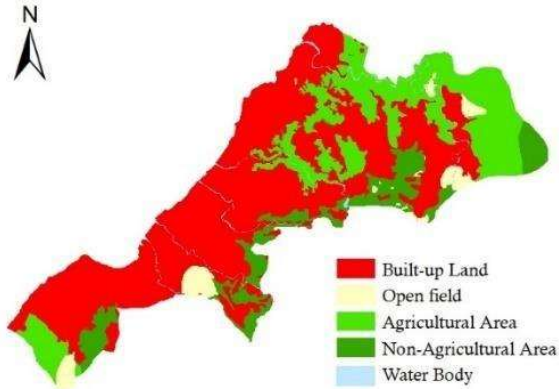 N
Built-up Land
Open field
Agricultural Area
Non-Agricultural Area
Water Body